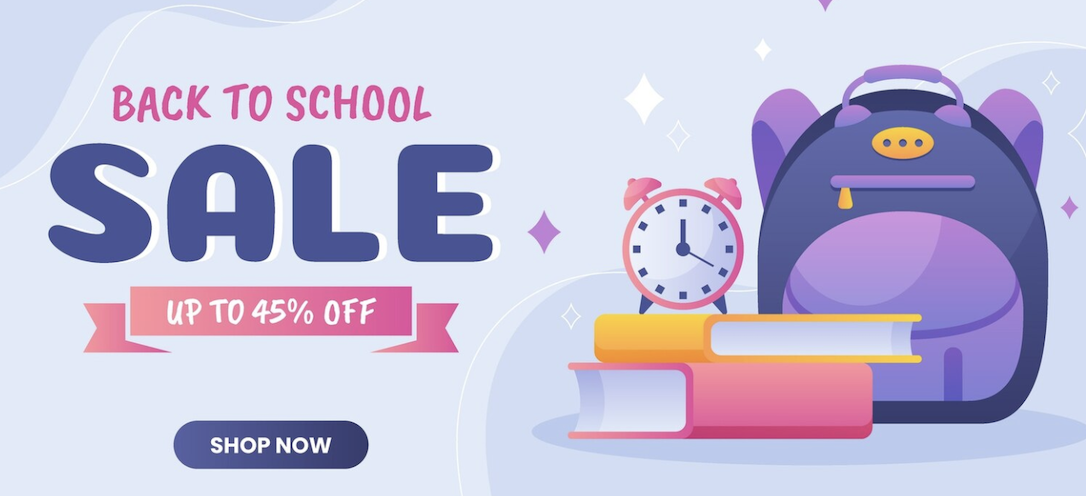 BACK TO SCHOOL
SALE
UP TO 45% OFF
SHOP NOW